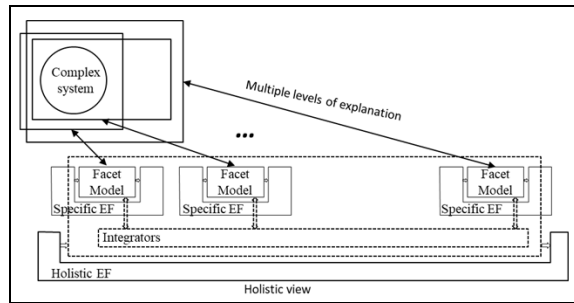 Complex
system
Multiple levels of explanation
...
Facet
Model
Specific EF
Facet
Model
Specific EF
Facet
Model
Specific EF
Integrators
Holistic EF
Holistic view